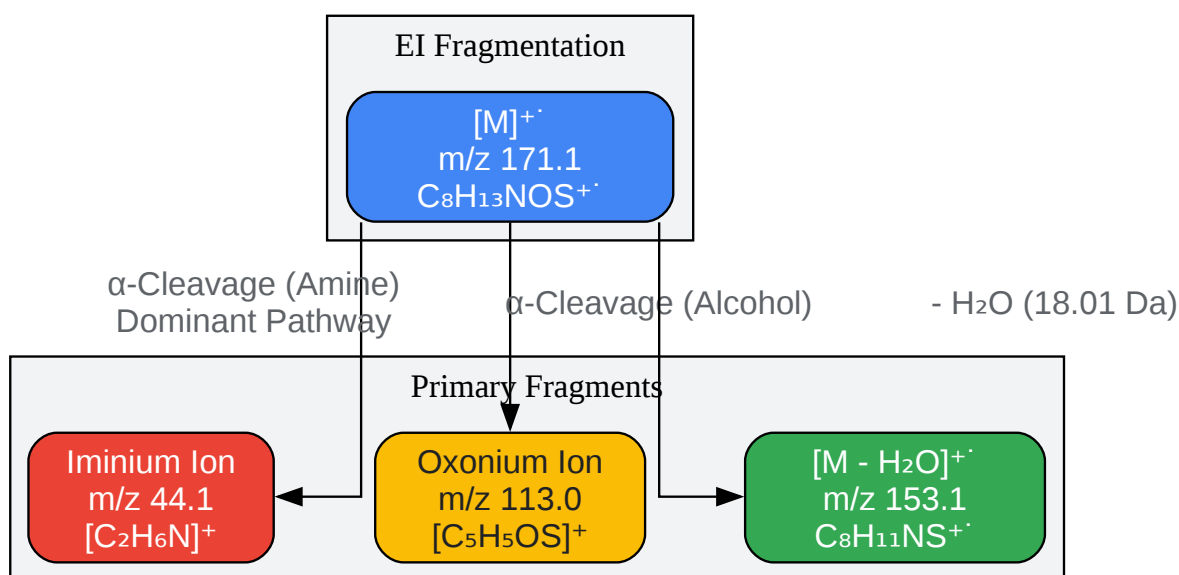 EI Fragmentation
[M]⁺˙
m/z 171.1
C₈H₁₃NOS⁺˙
α-Cleavage (Amine)
Dominant Pathway
α-Cleavage (Alcohol)
- H₂O (18.01 Da)
Primary Fragments
Iminium Ion
m/z 44.1
[C₂H₆N]⁺
Oxonium Ion
m/z 113.0
[C₅H₅OS]⁺
[M - H₂O]⁺˙
m/z 153.1
C₈H₁₁NS⁺˙